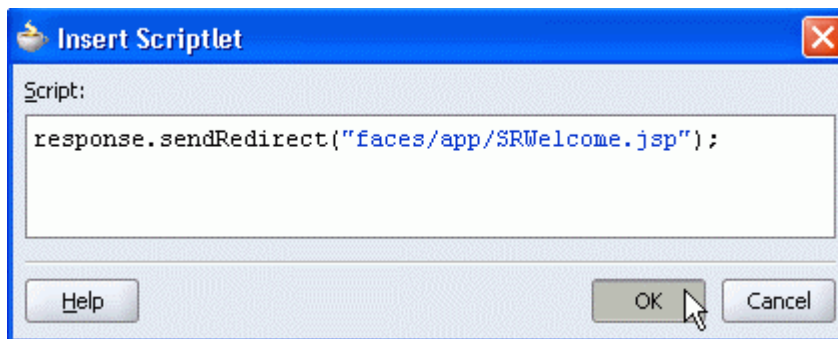 Insert Scriptlet
Script:
response.sendRedirect("faces/app/SRWelcome.jsp");
Help OK Cancel